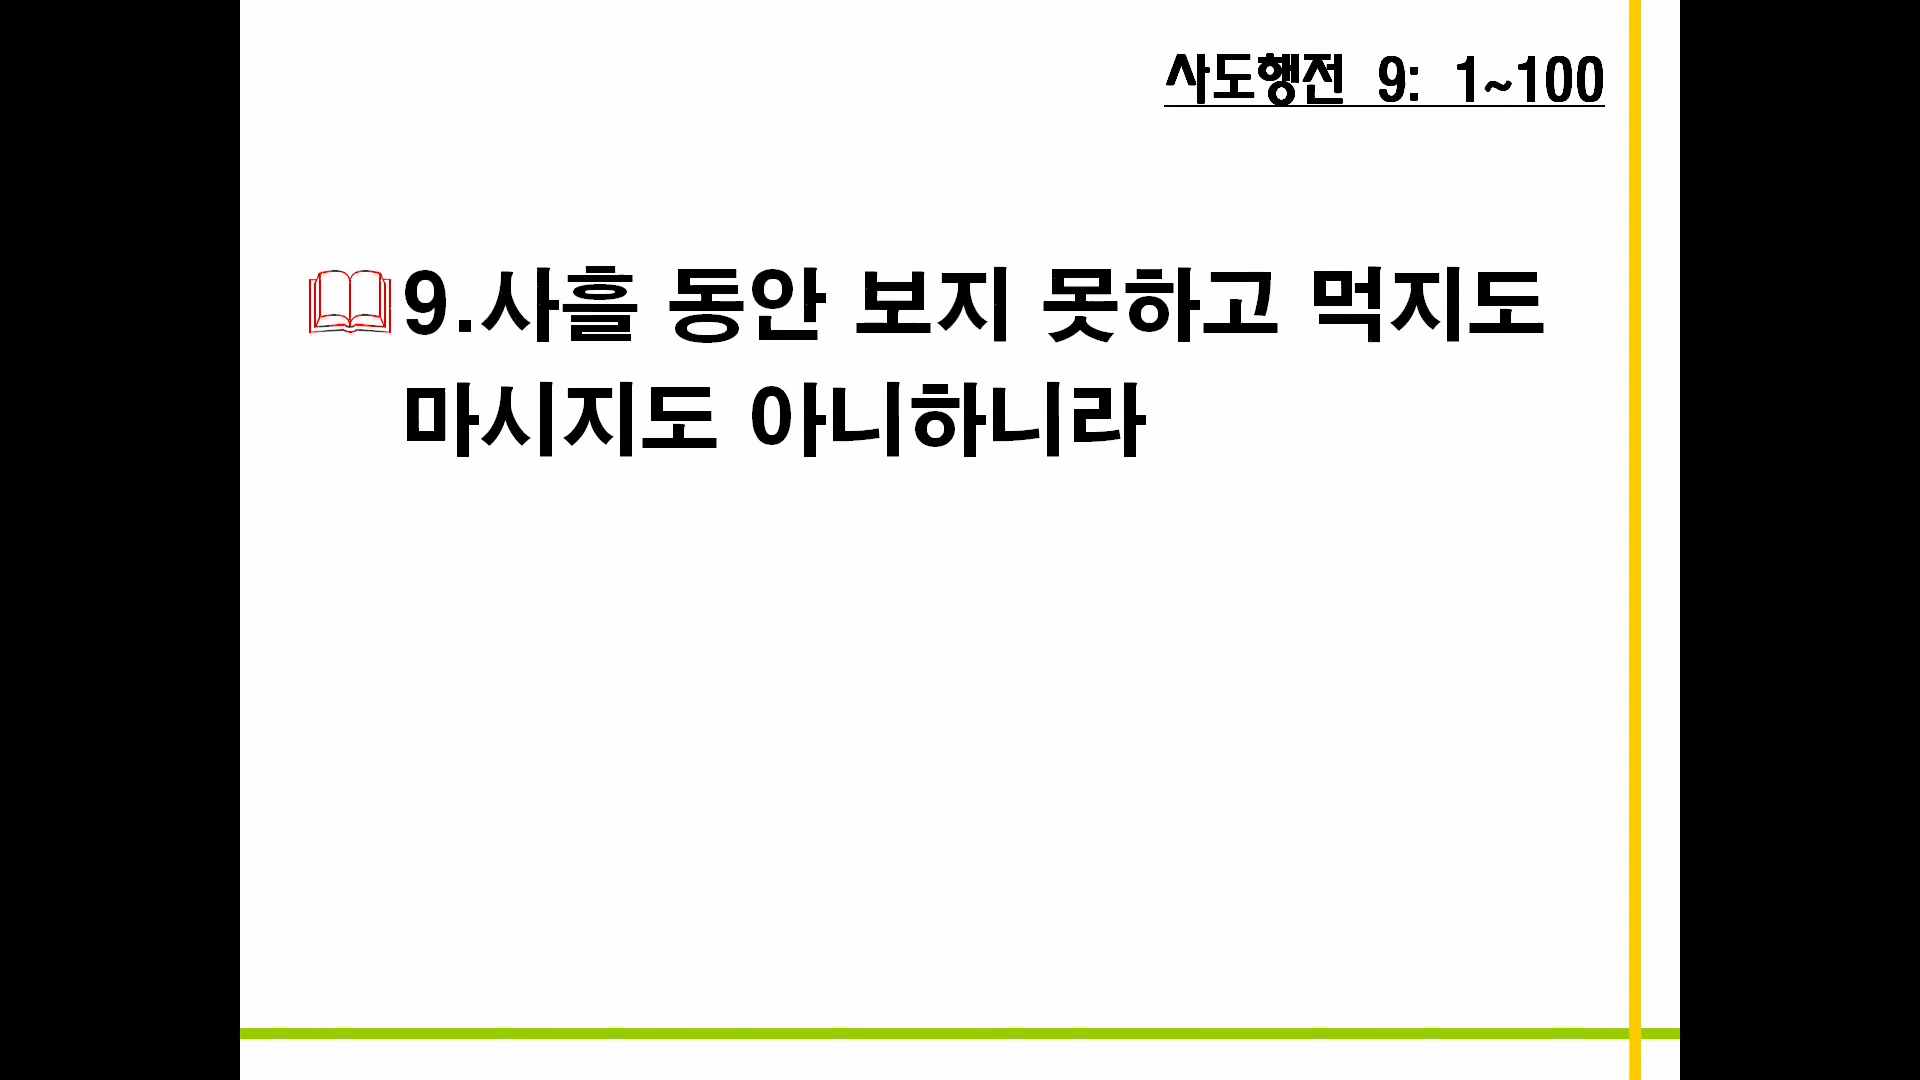 사도행전 9: 1~100
9.사흘 동안 보지 못하고 먹지도
마시지도 아니하니라